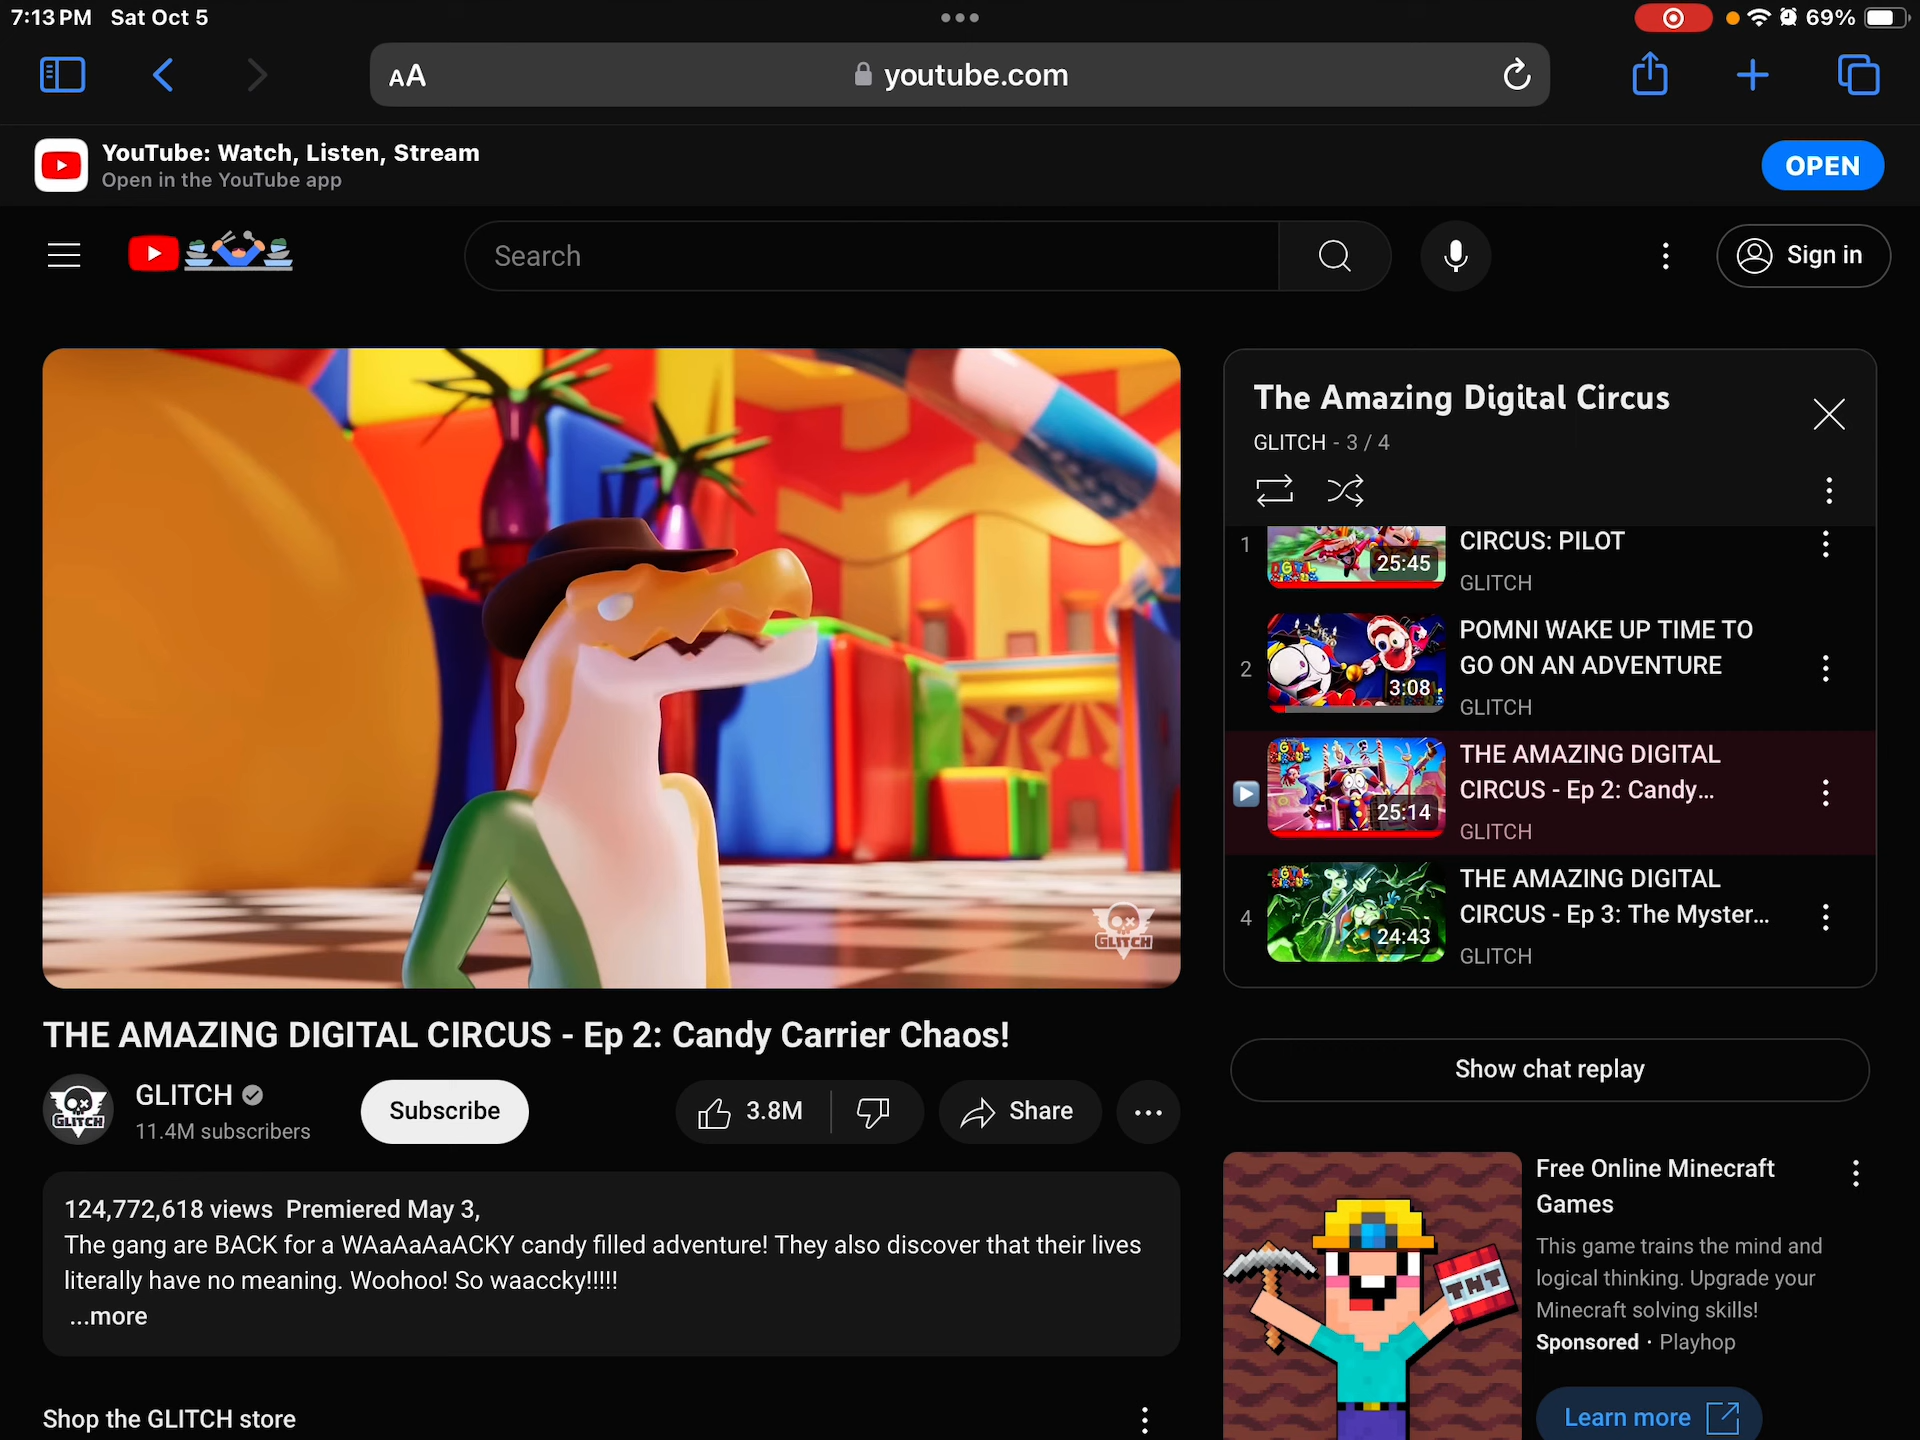 7:13 PM Sat Oct 5
69%
AA
youtube.com
YouTube: Watch, Listen, Stream
Open in the YouTube app
OPEN
Search
Sign in
GLITCH
The Amazing Digital Circus
GLITCH - 3 / 4
1
25:45
CIRCUS: PILOT
GLITCH
2
3:08
POMNI WAKE UP TIME TO
GO ON AN ADVENTURE
GLITCH
25:14
THE AMAZING DIGITAL
CIRCUS - Ep 2: Candy...
GLITCH
4
24:43
THE AMAZING DIGITAL
CIRCUS - Ep 3: The Myster...
GLITCH
THE AMAZING DIGITAL CIRCUS - Ep 2: Candy Carrier Chaos!
GLITCH
GLITCH
11.4M subscribers
Subscribe
3.8M
Share
Show chat replay
124,772,618 views Premiered May 3,
The gang are BACK for a WAaAaAaACKY candy filled adventure! They also discover that their lives
literally have no meaning. Woohoo! So waaccky!!!!!
...more
Shop the GLITCH store
TNT
Free Online Minecraft
Games
This game trains the mind and
logical thinking. Upgrade your
Minecraft solving skills!
Sponsored · Playhop
Learn more